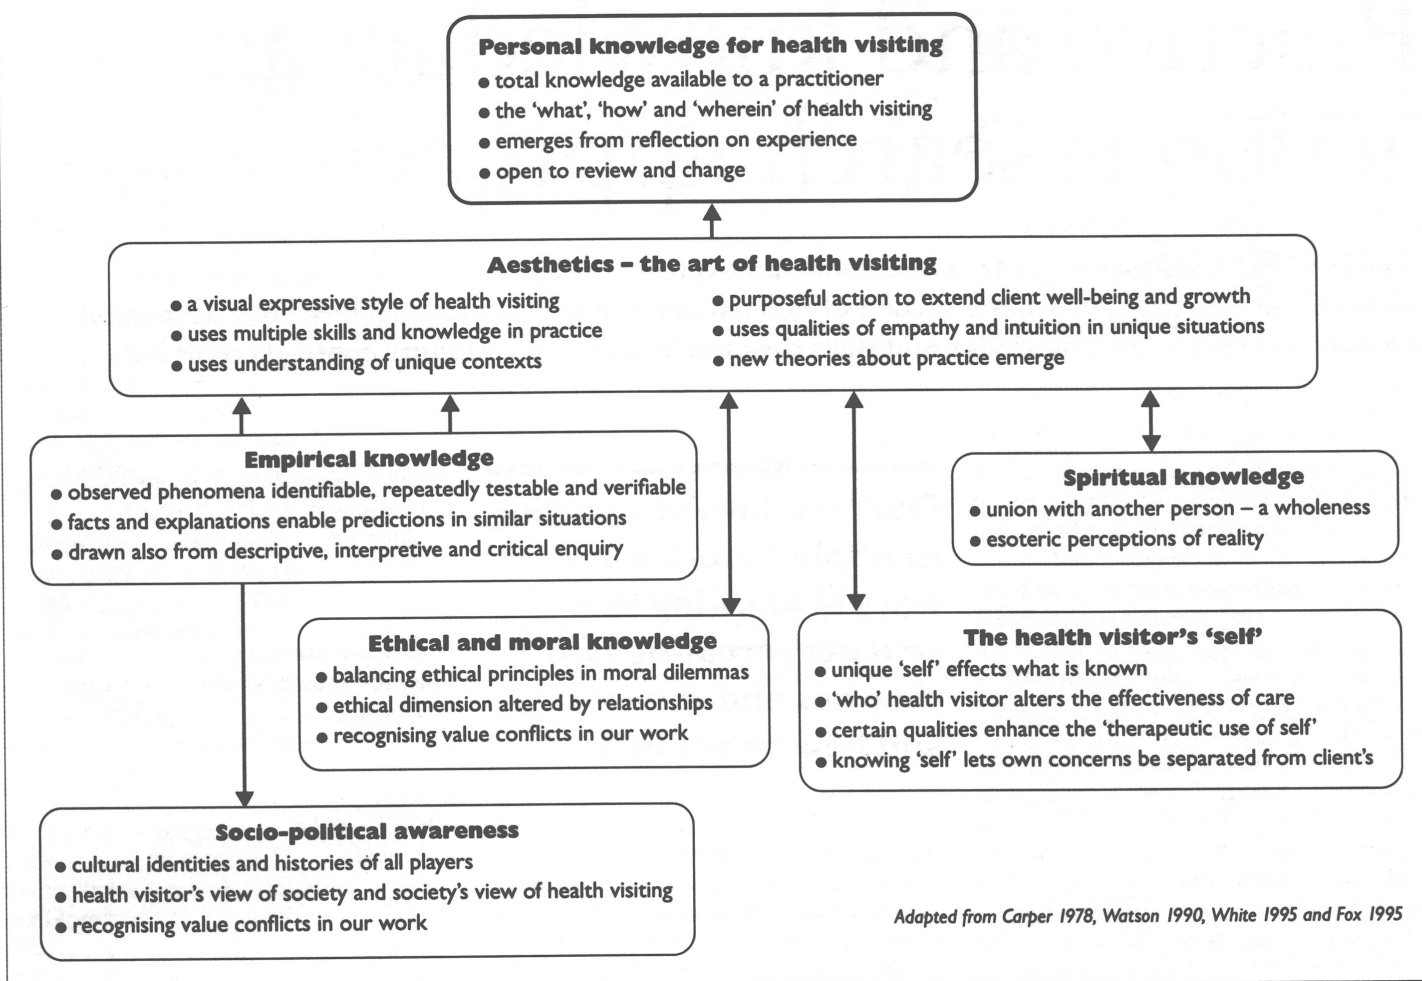 Personal knowledge for health visiting
● total knowledge available to a practitioner
● the ‘what’, ‘how’ and ‘wherein’ of health visiting
● emerges from reflection on experience
● open to review and change
Aesthetics – the art of health visiting
● a visual expressive style of health visiting
● uses multiple skills and knowledge in practice
● uses understanding of unique contexts
● purposeful action to extend client well-being and growth
● uses qualities of empathy and intuition in unique situations
● new theories about practice emerge
Empirical knowledge
● observed phenomena identifiable, repeatedly testable and verifiable
● facts and explanations enable predictions in similar situations
● drawn also from descriptive, interpretive and critical enquiry
Spiritual knowledge
● union with another person – a wholeness
● esoteric perceptions of reality
Ethical and moral knowledge
● balancing ethical principles in moral dilemmas
● ethical dimension altered by relationships
● recognising value conflicts in our work
The health visitor’s ‘self’
● unique ‘self’ effects what is known
● ‘who’ health visitor alters the effectiveness of care
● certain qualities enhance the ‘therapeutic use of self’
● knowing ‘self’ lets own concerns be separated from client’s
Socio-political awareness
● cultural identities and histories of all players
● health visitor’s view of society and society’s view of health visiting
● recognising value conflicts in our work
Adapted from Carper 1978, Watson 1990, White 1995 and Fox 1995